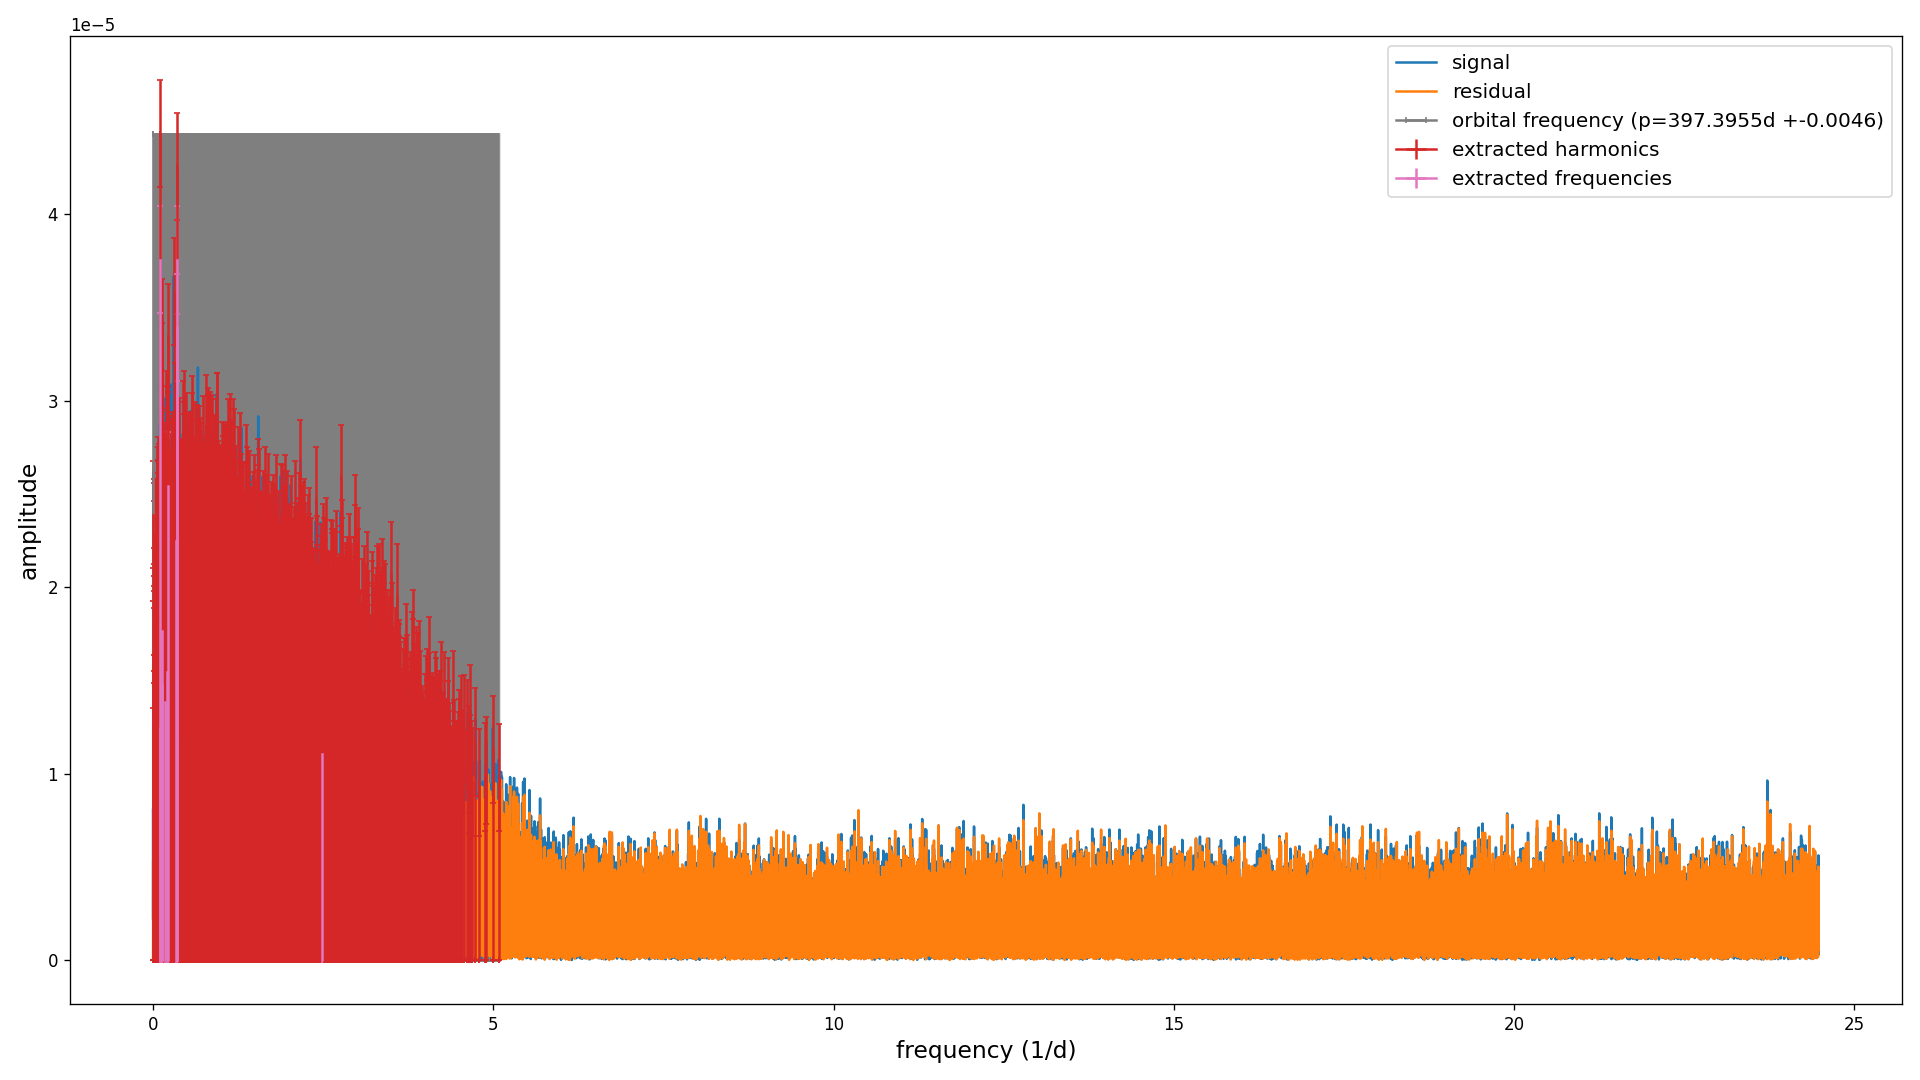 1e−5
signal
residual
orbital frequency (p=397.3955d +-0.0046)
extracted harmonics
extracted frequencies
4
3
2
1
0
amplitude
0 5 10 15 20 25
frequency (1/d)